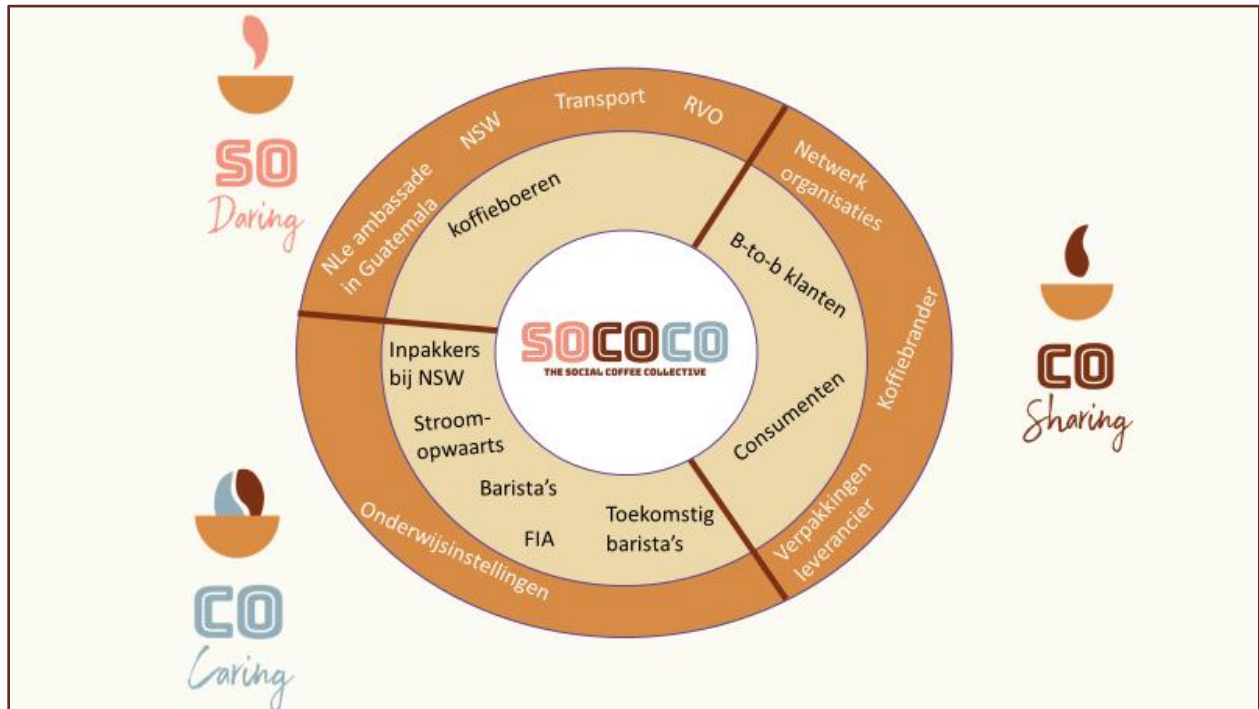 SO
Daring
NLe ambassade
in Guatemala
NSW
Transport
RVO
koffieboeren
Netwerk
organisaties
B-to-b klanten
Koffiebrander
Consumenten
Verpakkingen
leverancier
CO
Sharing
SOCOCO
THE SOCIAL COFFEE COLLECTIVE
Inpakkers
bij NSW
Stroom-
opwaarts
Barista's
FIA
Toekomstig
barista's
Onderwijsinstellingen
CO
Caring